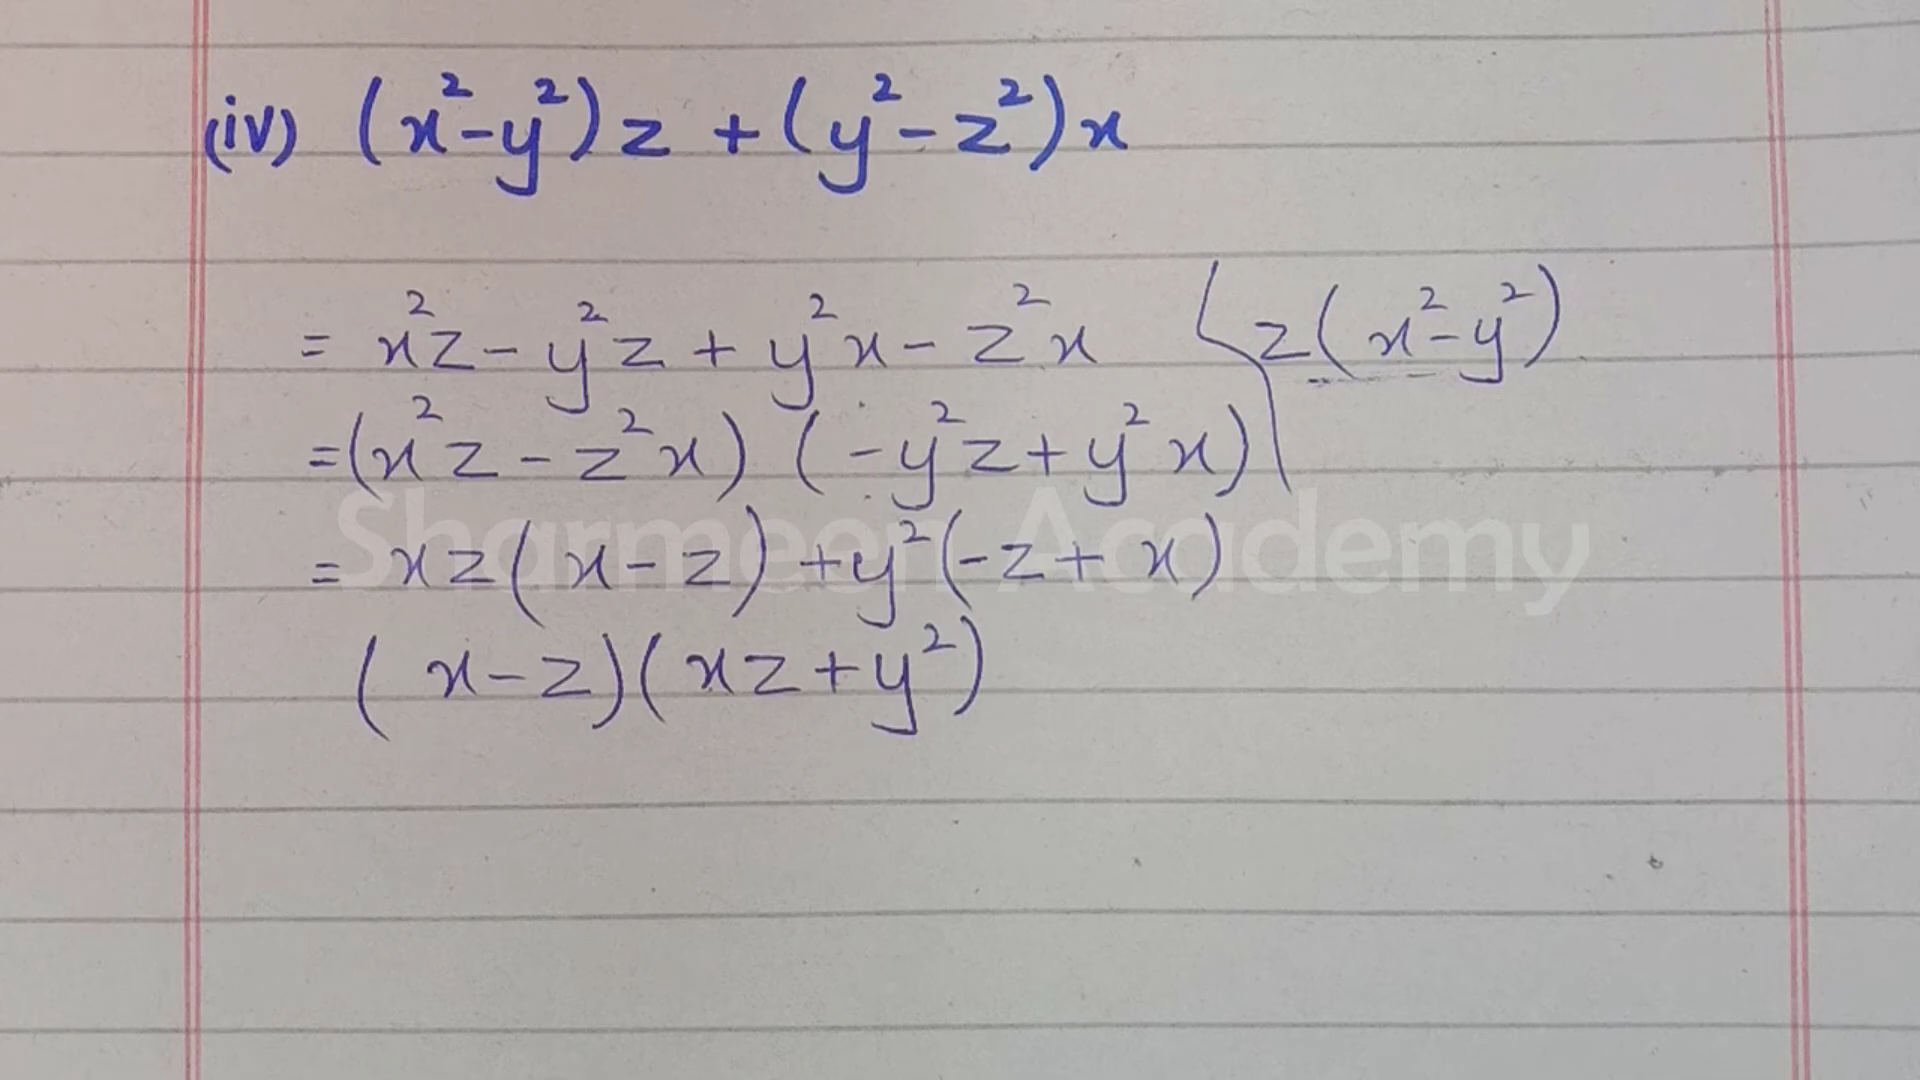 (iv) (x²-y²)z + (y²-z²)x
= x²z - y²z + y²x - z²x
z(x²-y²)
=(x²z - z²x) (-y²z + y²x)
Sharmeen Academy
= xz(x-z) + y²(-z + x)
(x-z)(xz + y²)